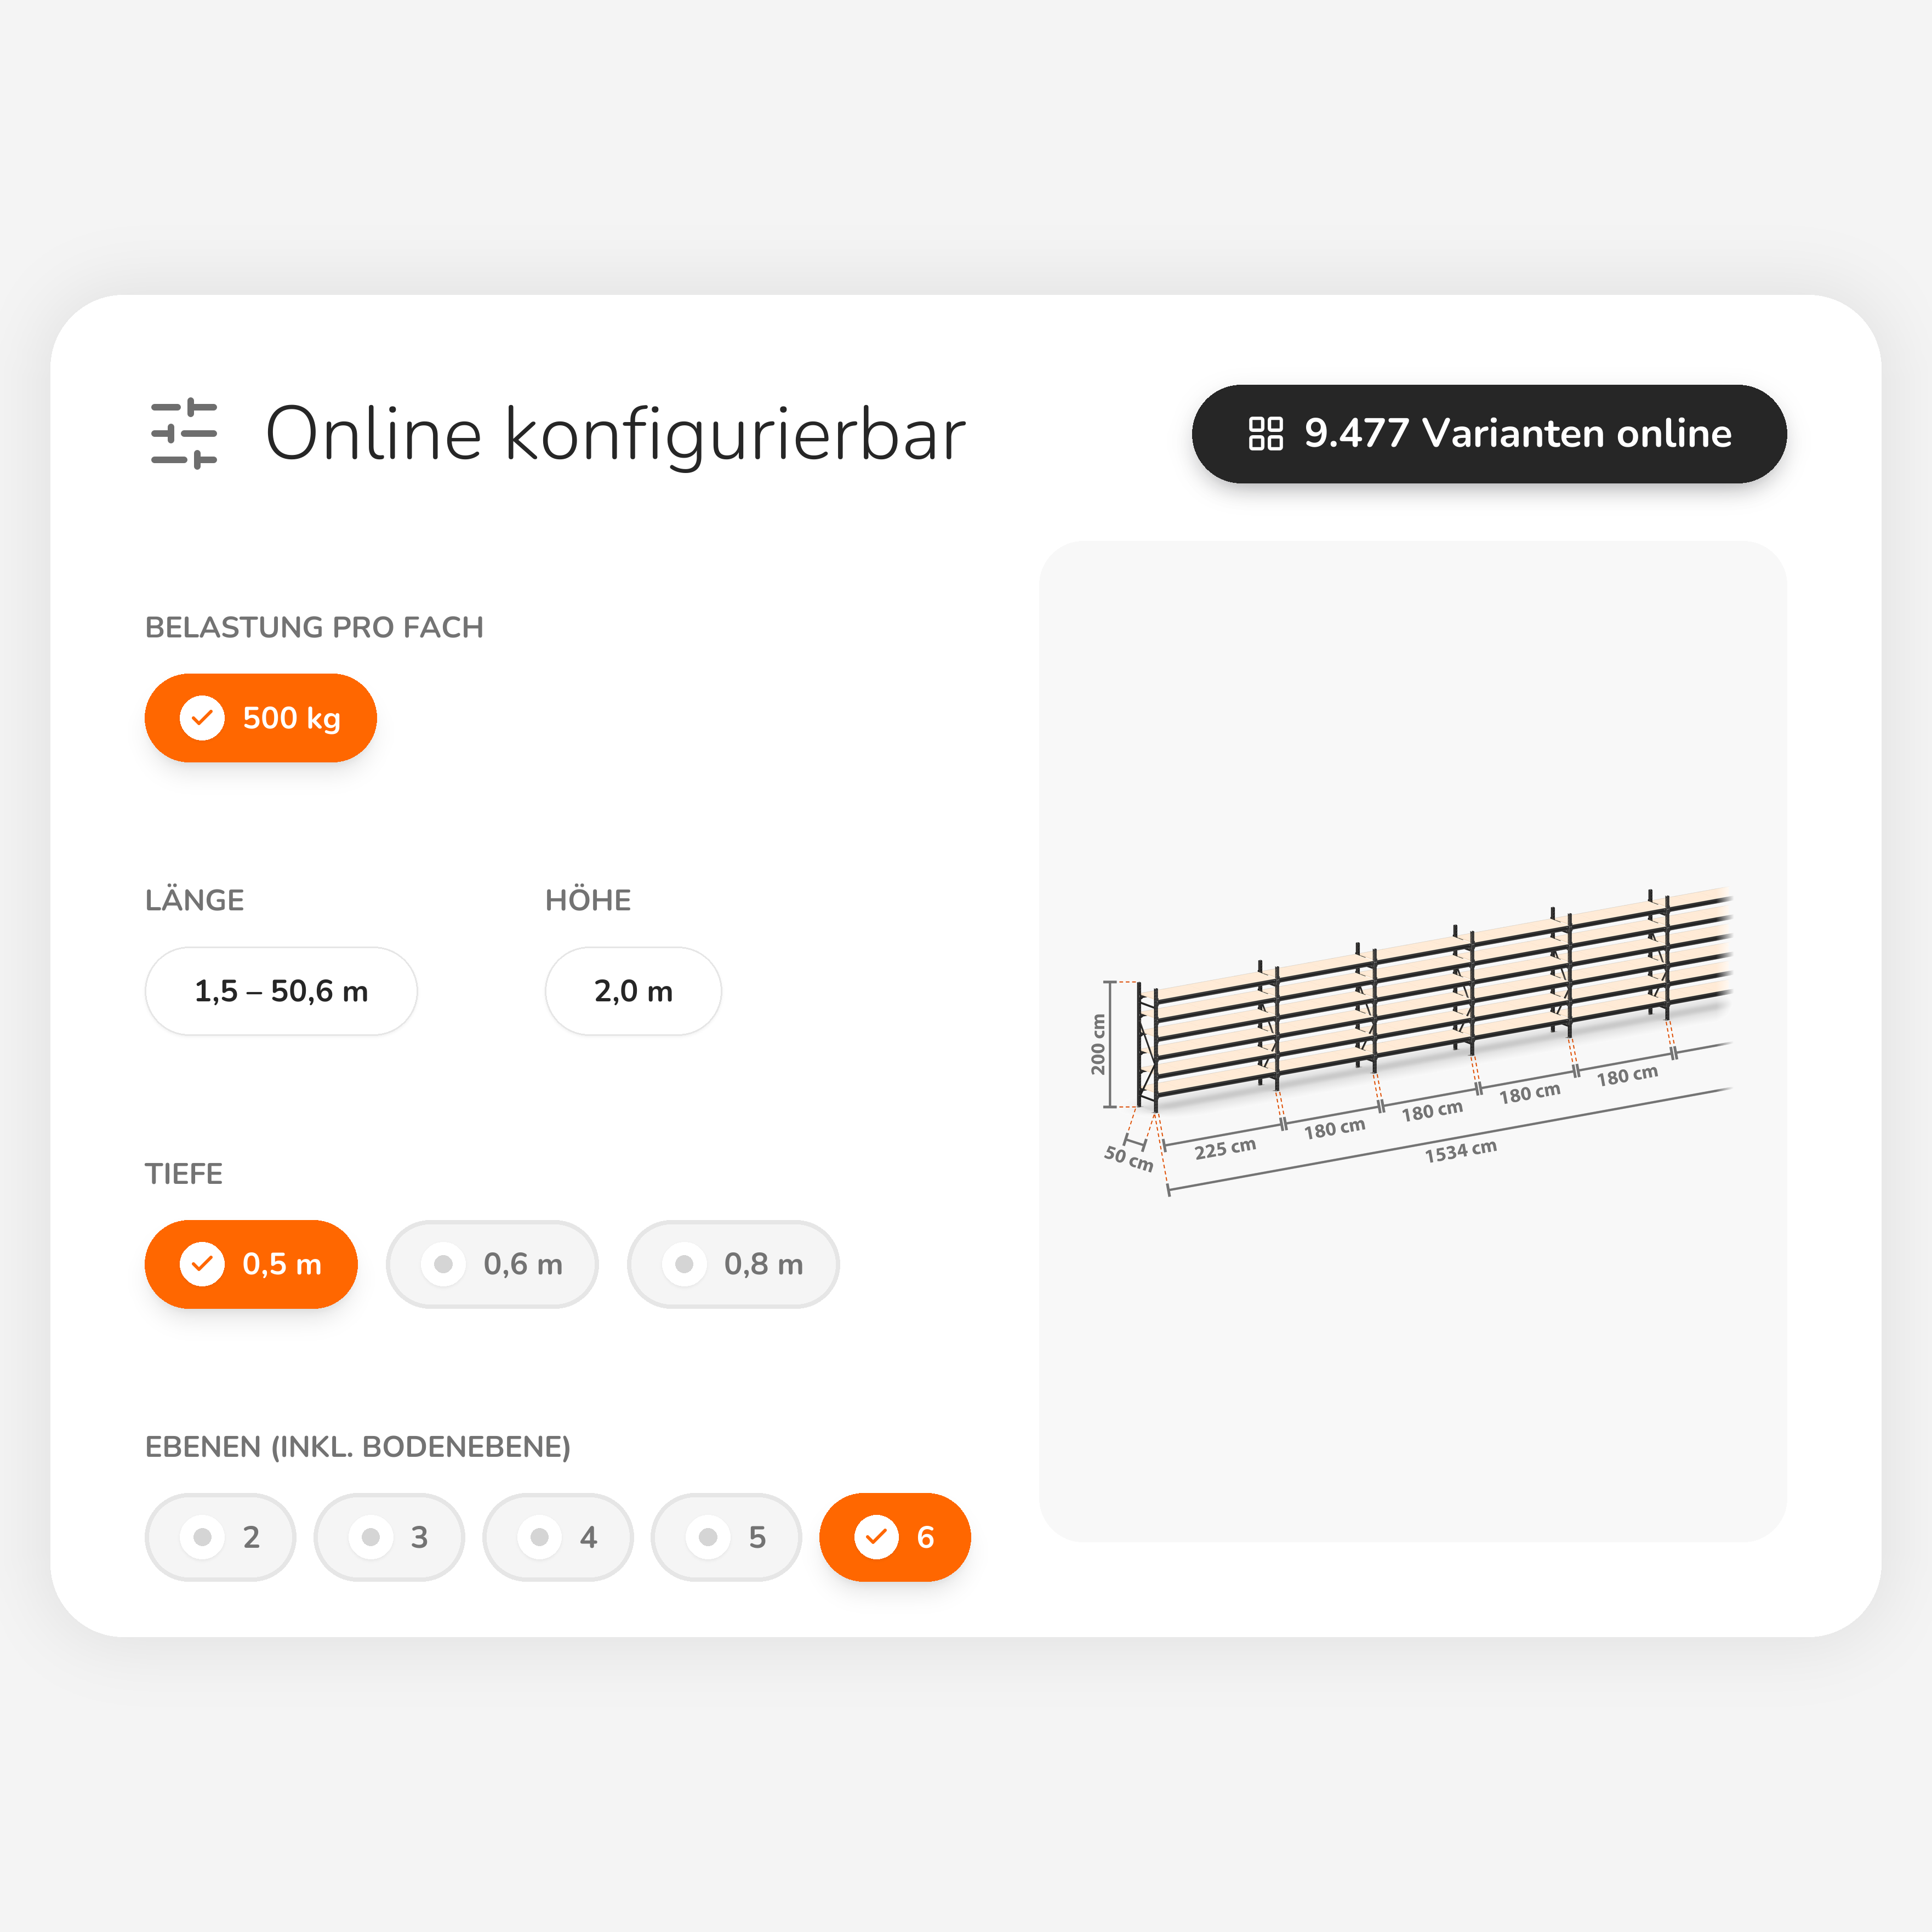 Online konfigurierbar
9.477 Varianten online
BELASTUNG PRO FACH
500 kg
LÄNGE
HÖHE
1,5 – 50,6 m
2,0 m
TIEFE
0,5 m
0,6 m
0,8 m
EBENEN (INKL. BODENEBENE)
2
3
4
5
6
200 cm
50 cm
225 cm
180 cm
180 cm
180 cm
180 cm
1534 cm